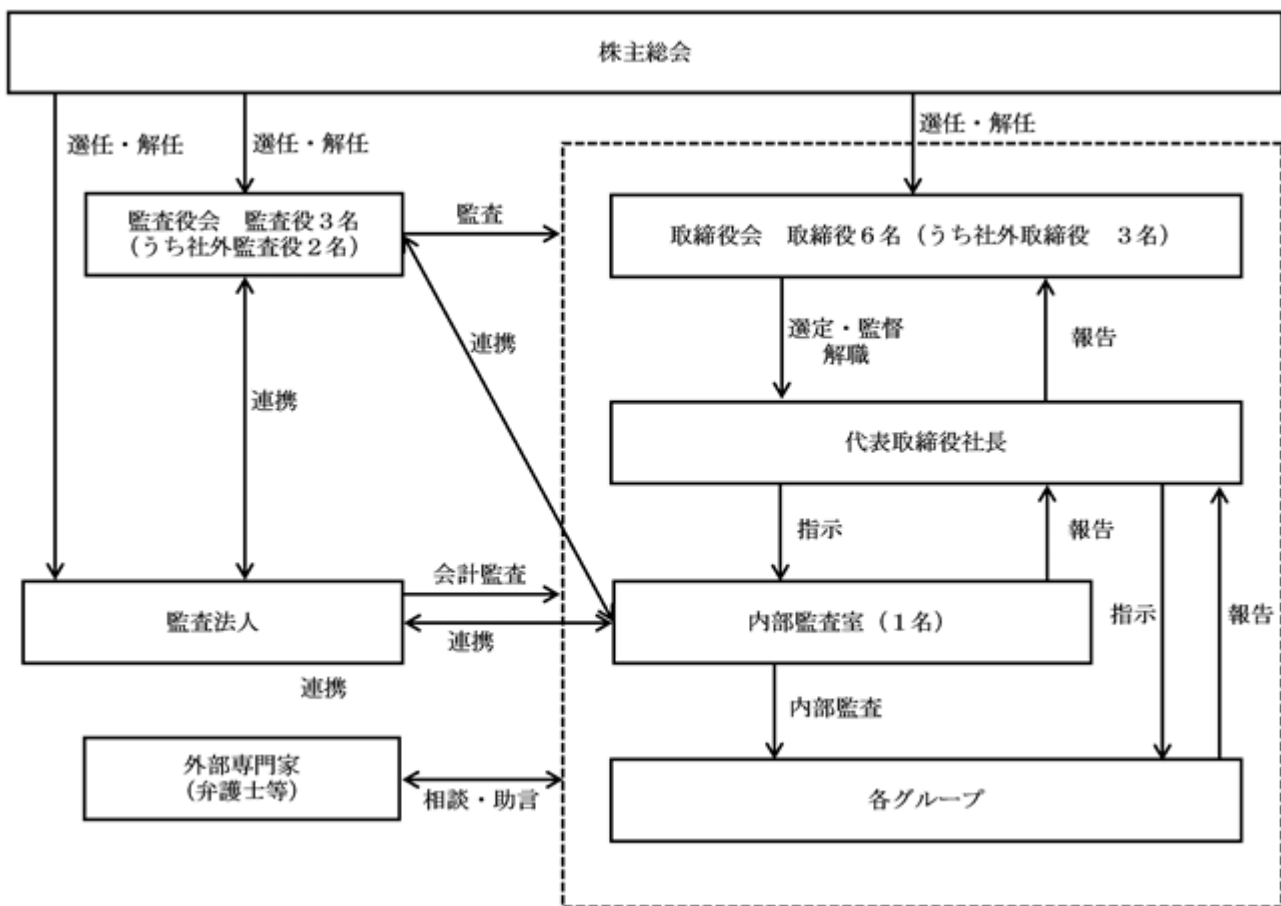 株主総会
選任・解任
選任・解任
選任・解任
監査役会　監査役３名
（うち社外監査役２名）
監査
取締役会　取締役６名（うち社外取締役　３名）
選定・監督
解職
報告
連携
連携
代表取締役社長
指示
報告
会計監査
監査法人
連携
内部監査室（１名）
指示
報告
連携
内部監査
外部専門家
（弁護士等）
相談・助言
各グループ